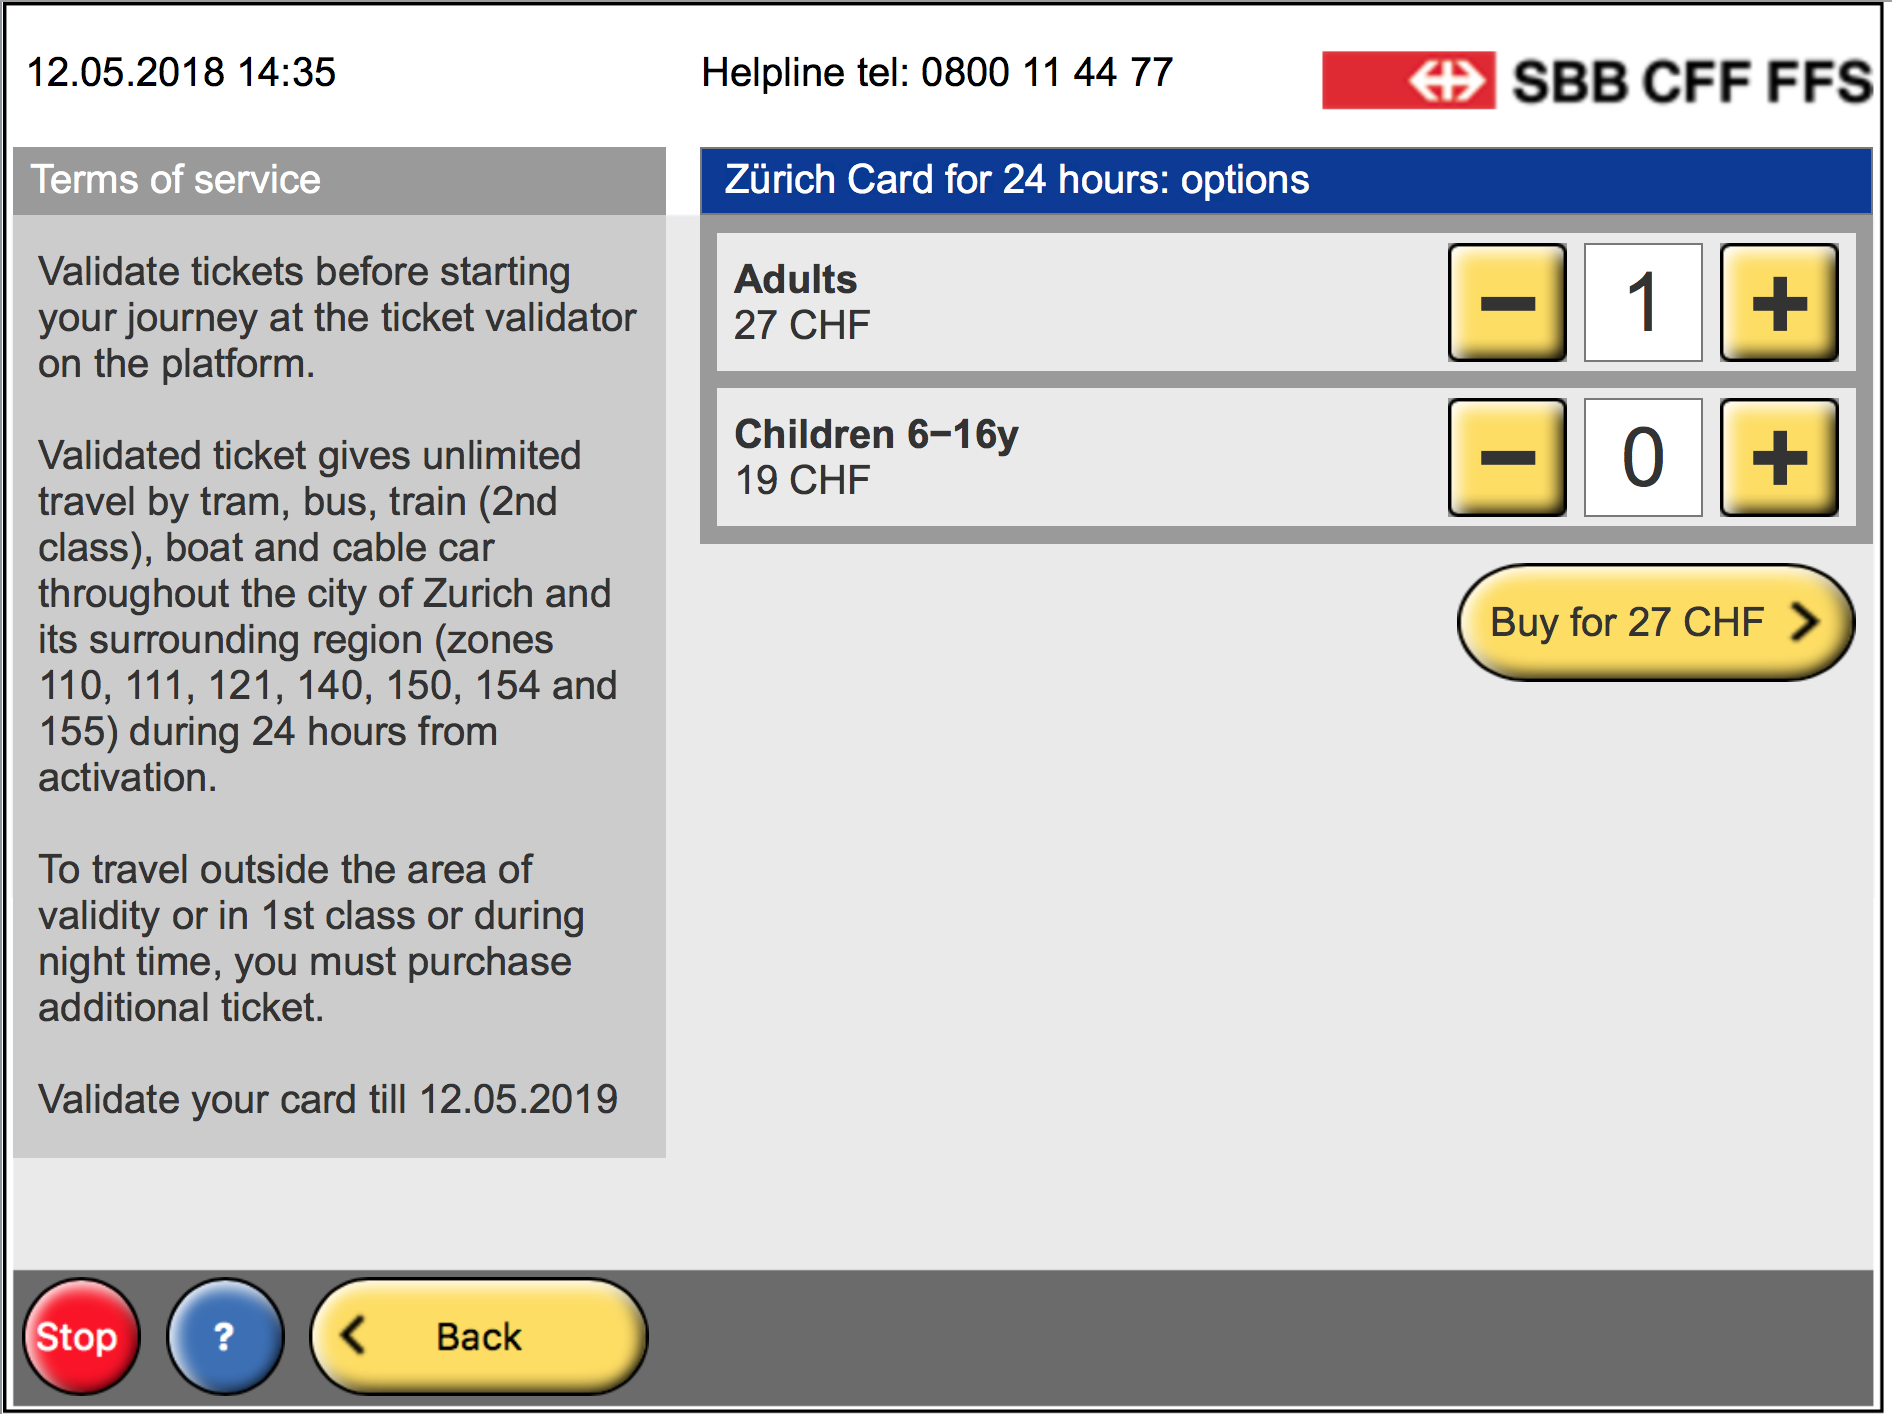 12.05.2018 14:35
Helpline tel: 0800 11 44 77
SBB CFF FFS
Terms of service
Validate tickets before starting
your journey at the ticket validator
on the platform.
Validated ticket gives unlimited
travel by tram, bus, train (2nd
class), boat and cable car
throughout the city of Zurich and
its surrounding region (zones
110, 111, 121, 140, 150, 154 and
155) during 24 hours from
activation.
To travel outside the area of
validity or in 1st class or during
night time, you must purchase
additional ticket.
Validate your card till 12.05.2019
Zürich Card for 24 hours: options
Adults
27 CHF
− 1 +
Children 6–16y
19 CHF
− 0 +
Buy for 27 CHF
Stop
?
Back